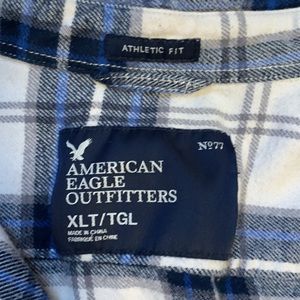 ATHLETIC FIT
Nº77
AMERICAN
EAGLE
OUTFITTERS
XLT/TGL
MADE IN CHINA
FABRIQUÉ EN CHINE